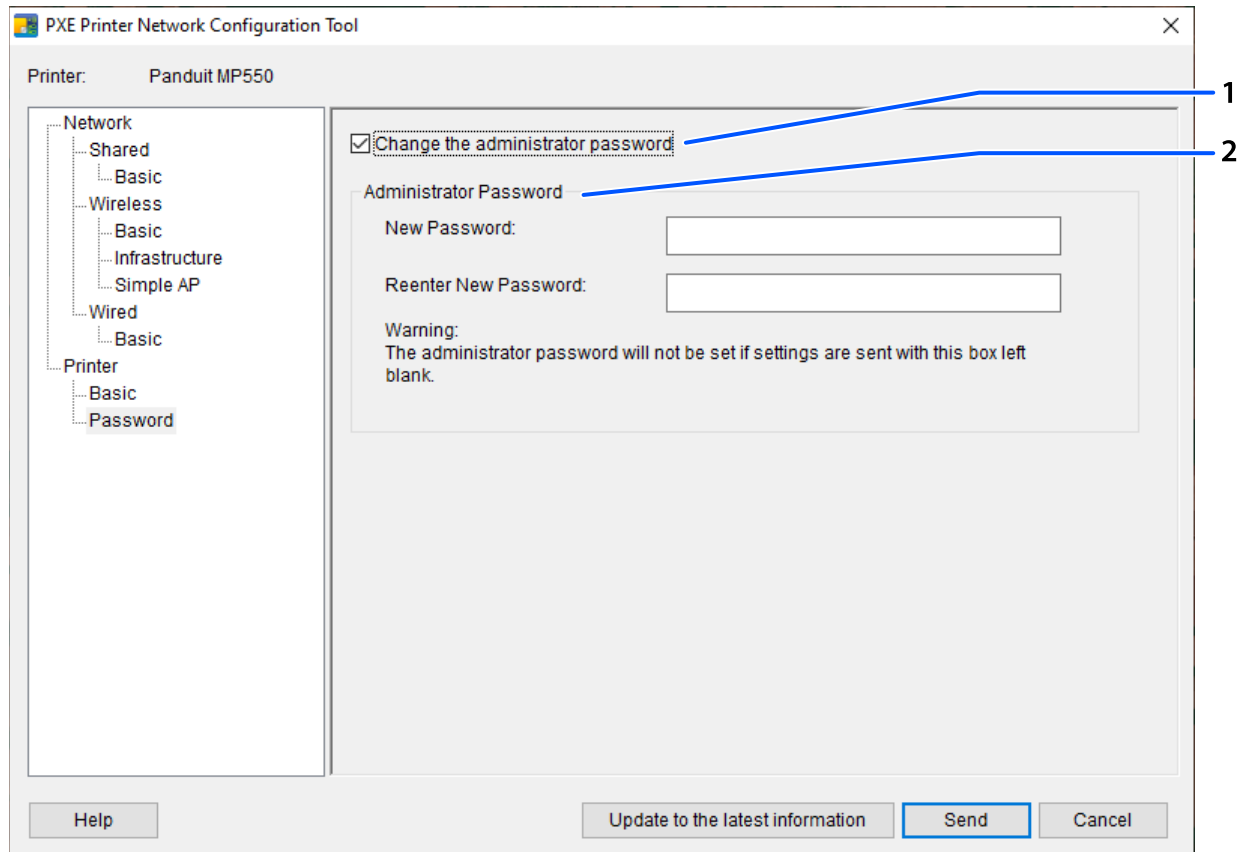 PXE Printer Network Configuration Tool
Printer: Panduit MP550
1
2
Network
Shared
Basic
Wireless
Basic
Infrastructure
Simple AP
Wired
Basic
Printer
Basic
Password
Change the administrator password
Administrator Password
New Password:
Reenter New Password:
Warning:
The administrator password will not be set if settings are sent with this box left
blank.
Help
Update to the latest information
Send
Cancel